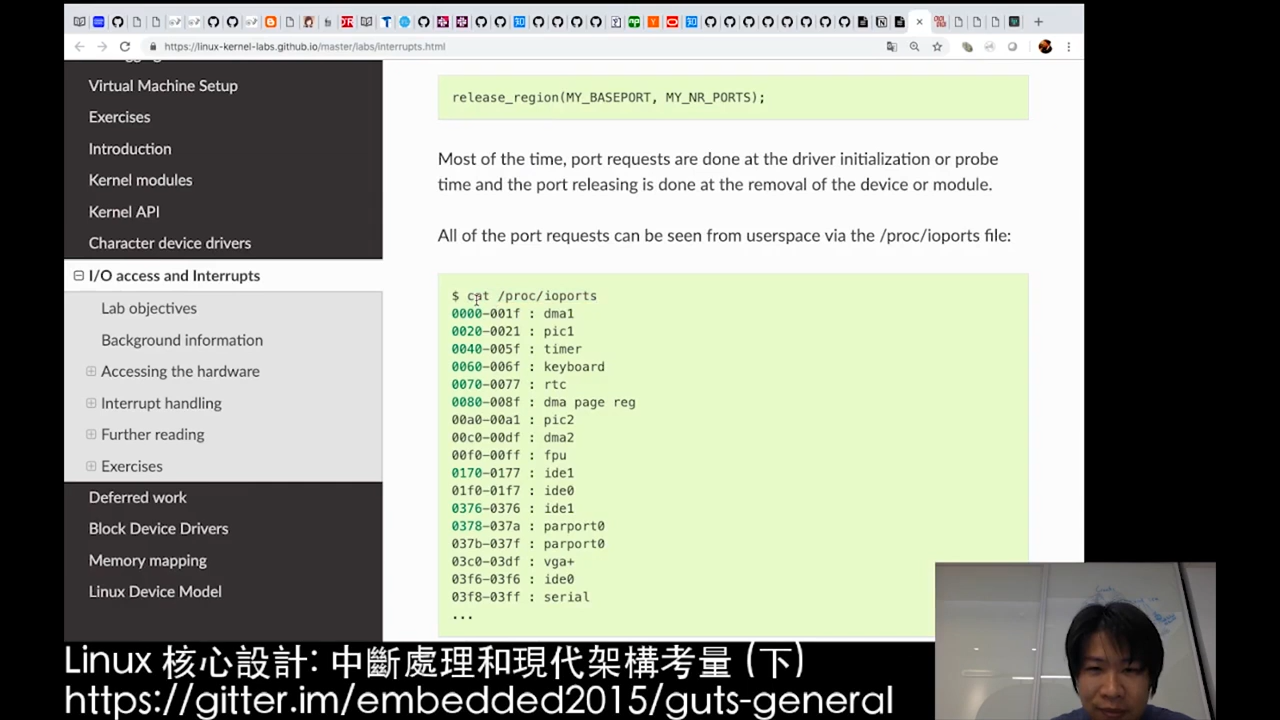 https://linux-kernel-labs.github.io/master/labs/interrupts.html
Virtual Machine Setup
Exercises
Introduction
Kernel modules
Kernel API
Character device drivers
I/O access and Interrupts
Lab objectives
Background information
Accessing the hardware
Interrupt handling
Further reading
Exercises
Deferred work
Block Device Drivers
Memory mapping
Linux Device Model
release_region(MY_BASEPORT, MY_NR_PORTS);
Most of the time, port requests are done at the driver initialization or probe
time and the port releasing is done at the removal of the device or module.
All of the port requests can be seen from userspace via the /proc/ioports file:
$ cat /proc/ioports
0000-001f : dma1
0020-0021 : pic1
0040-005f : timer
0060-006f : keyboard
0070-0077 : rtc
0080-008f : dma page reg
00a0-00a1 : pic2
00c0-00df : dma2
00f0-00ff : fpu
0170-0177 : ide1
01f0-01f7 : ide0
0376-0376 : ide1
0378-037a : parport0
037b-037f : parport0
03c0-03df : vga+
03f6-03f6 : ide0
03f8-03ff : serial
...
Linux 核心設計: 中斷處理和現代架構考量 (下)
https://gitter.im/embedded2015/guts-general